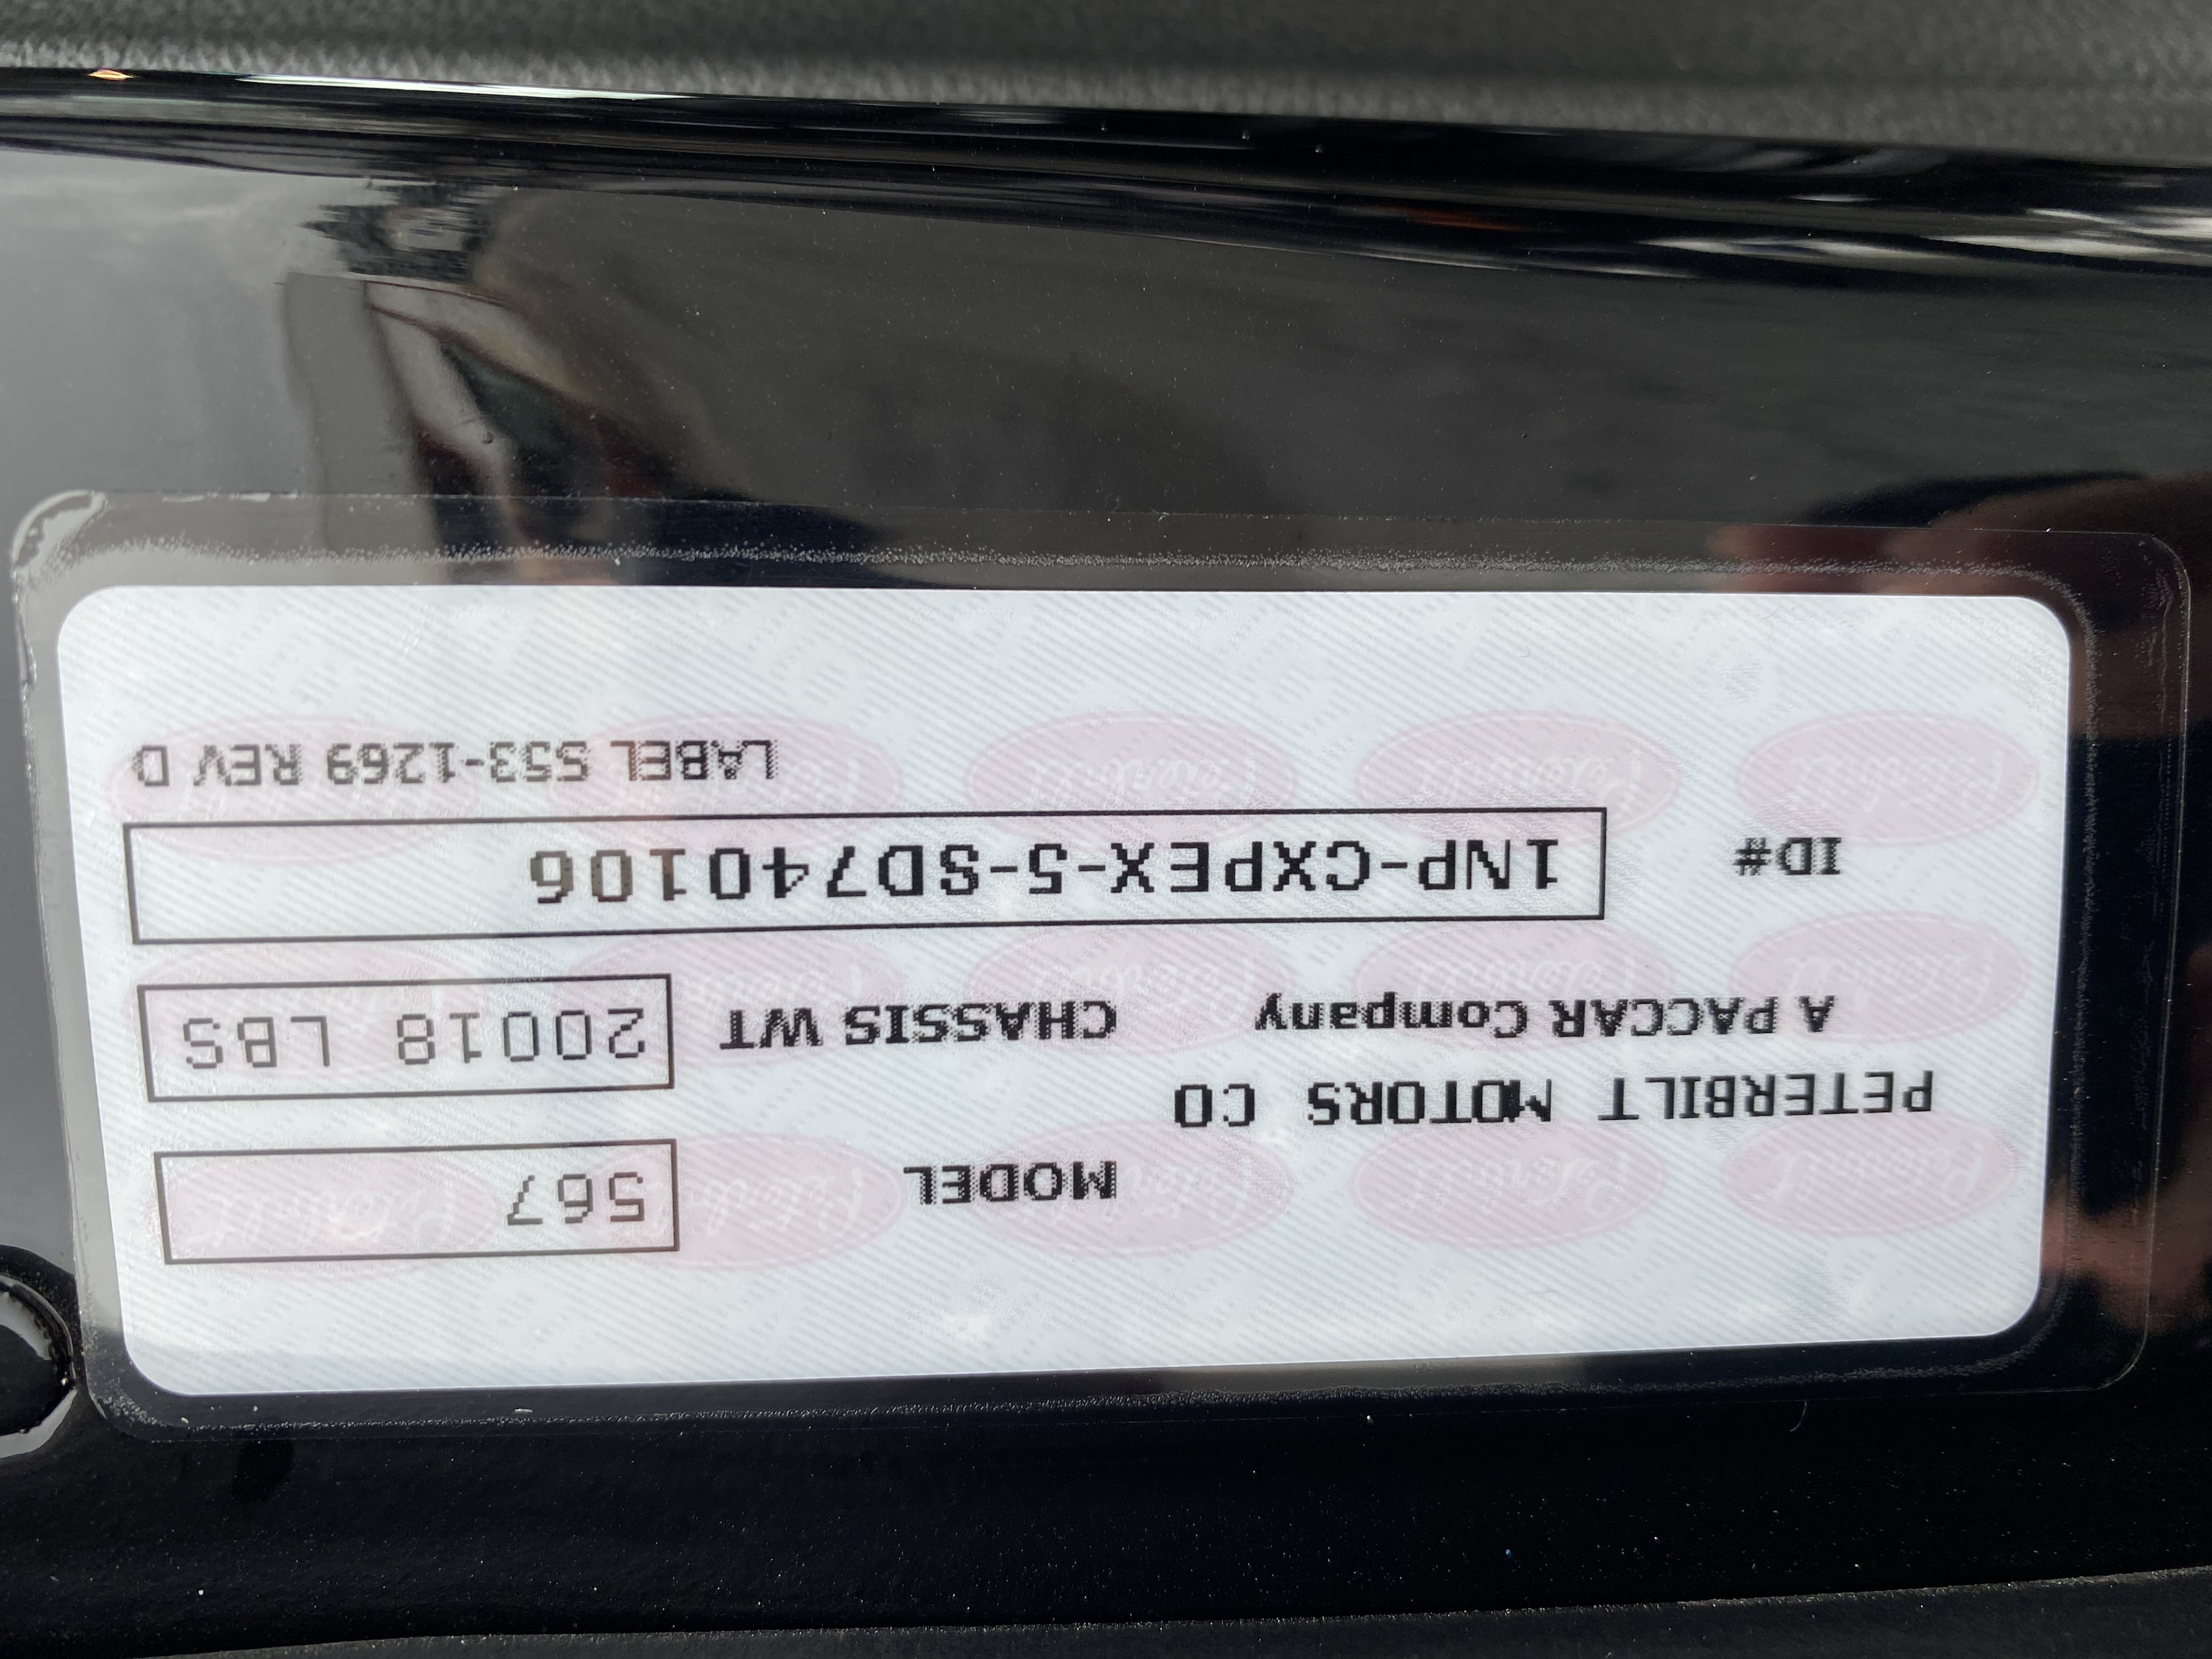 MODEL 567
PETERBILT MOTORS CO
A PACCAR Company CHASSIS WT 20018 LBS
ID# 1NP-CXPEX-5-SD740106
LABEL S53-1269 REV D